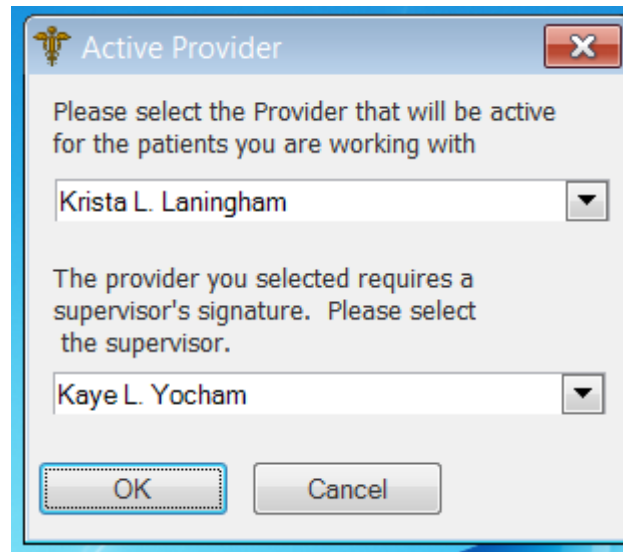 Active Provider
Please select the Provider that will be active
for the patients you are working with
Krista L. Laningham
The provider you selected requires a
supervisor's signature.  Please select
the supervisor.
Kaye L. Yocham
OK
Cancel